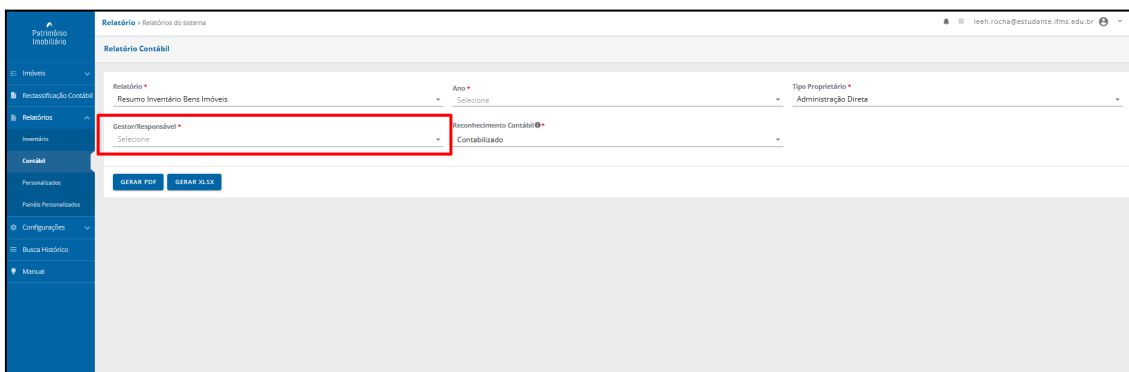 Patrimônio
Imobiliário
Relatório » Relatórios do sistema
leeh.rocha@estudante.ifms.edu.br
Relatório Contábil
Imóveis
Reclassificação Contábil
Relatórios
Inventário
Contábil
Personalizados
Painéis Personalizados
Configurações
Busca Histórico
Manual
Relatório *
Resumo Inventário Bens Imóveis
Ano *
Selecione
Tipo Proprietário *
Administração Direta
Gestor/Responsável *
Selecione
Reconhecimento Contábil *
Contabilizado
GERAR PDF
GERAR XLSX